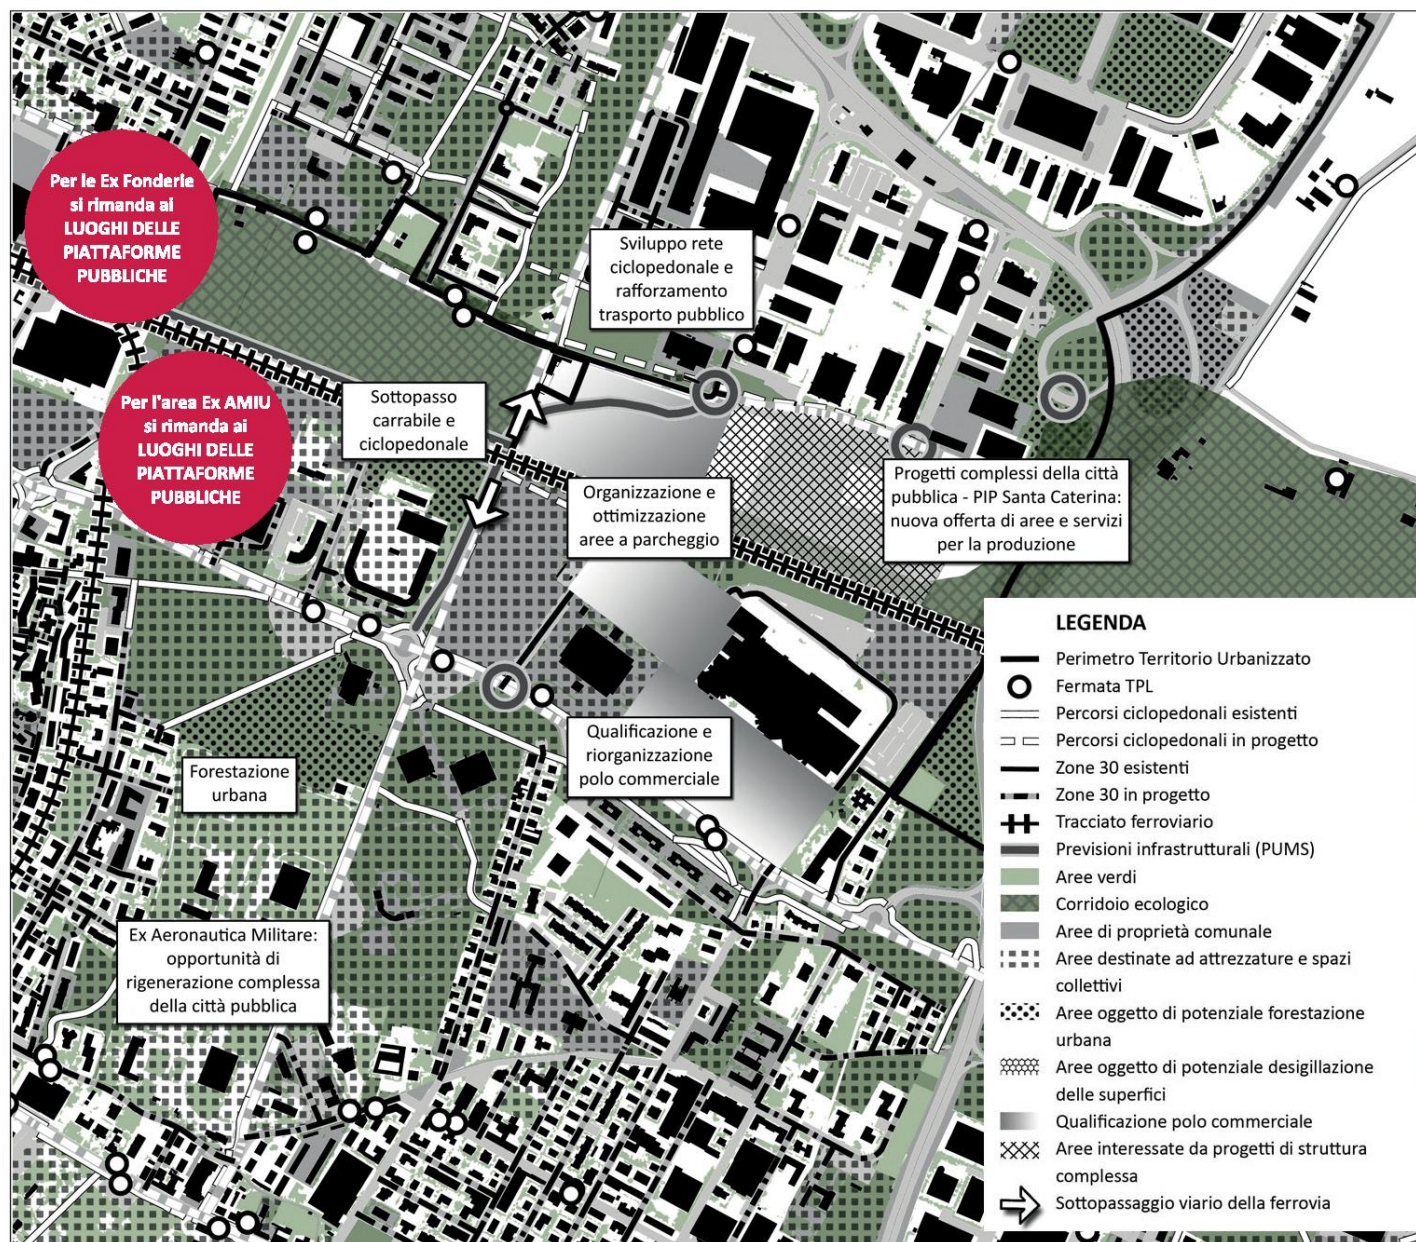 Per le Ex Fonderie
si rimanda ai
LUOGHI DELLE
PIATTAFORME
PUBBLICHE
Sviluppo rete
ciclopedonale e
rafforzamento
trasporto pubblico
Per l'area Ex AMIU
si rimanda ai
LUOGHI DELLE
PIATTAFORME
PUBBLICHE
Sottopasso
carrabile e
ciclopedonale
Organizzazione e
ottimizzazione
aree a parcheggio
Progetti complessi della città
pubblica - PIP Santa Caterina:
nuova offerta di aree e servizi
per la produzione
Qualificazione e
riorganizzazione
polo commerciale
Forestazione
urbana
Ex Aeronautica Militare:
opportunità di
rigenerazione complessa
della città pubblica
LEGENDA
Perimetro Territorio Urbanizzato
Fermata TPL
Percorsi ciclopedonali esistenti
Percorsi ciclopedonali in progetto
Zone 30 esistenti
Zone 30 in progetto
Tracciato ferroviario
Previsioni infrastrutturali (PUMS)
Aree verdi
Corridoio ecologico
Aree di proprietà comunale
Aree destinate ad attrezzature e spazi
collettivi
Aree oggetto di potenziale forestazione
urbana
Aree oggetto di potenziale desigillazione
delle superfici
Qualificazione polo commerciale
Aree interessate da progetti di struttura
complessa
Sottopassaggio viario della ferrovia